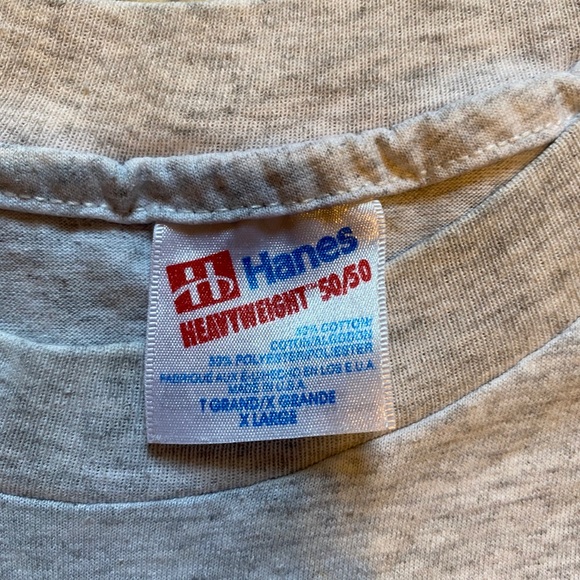 Hanes
HEAVYWEIGHT™ 50/50
50% COTTON/
COTON/ALGODON
50% POLYESTER/POLIESTER
FABRIQUÉ AUX É-U/HECHO EN LOS E.U.A.
MADE IN U.S.A.
T GRAND/X GRANDE
X LARGE